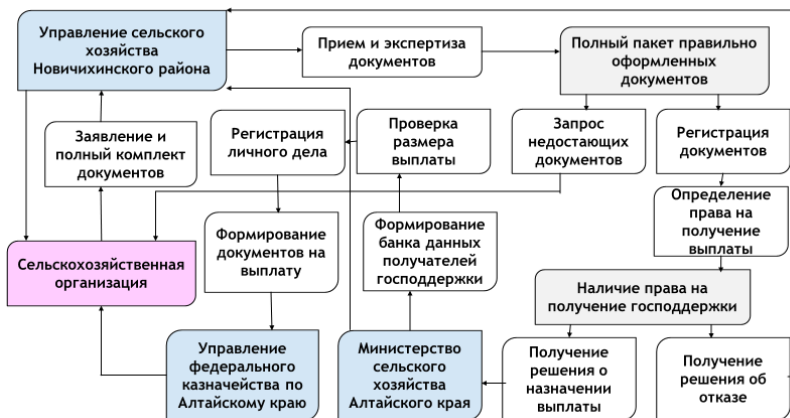 Управление сельского
хозяйства
Новичихинского района
Прием и экспертиза
документов
Полный пакет правильно
оформленных
документов
Заявление и
полный комплект
документов
Регистрация
личного дела
Проверка
размера
выплаты
Запрос
недостающих
документов
Регистрация
документов
Определение
права на
получение
выплаты
Сельскохозяйственная
организация
Формирование
документов на
выплату
Формирование
банка данных
получателей
господдержки
Наличие права на
получение господдержки
Управление
федерального
казначейства по
Алтайскому краю
Министерство
сельского
хозяйства
Алтайского края
Получение
решения о
назначении
выплаты
Получение
решения об
отказе